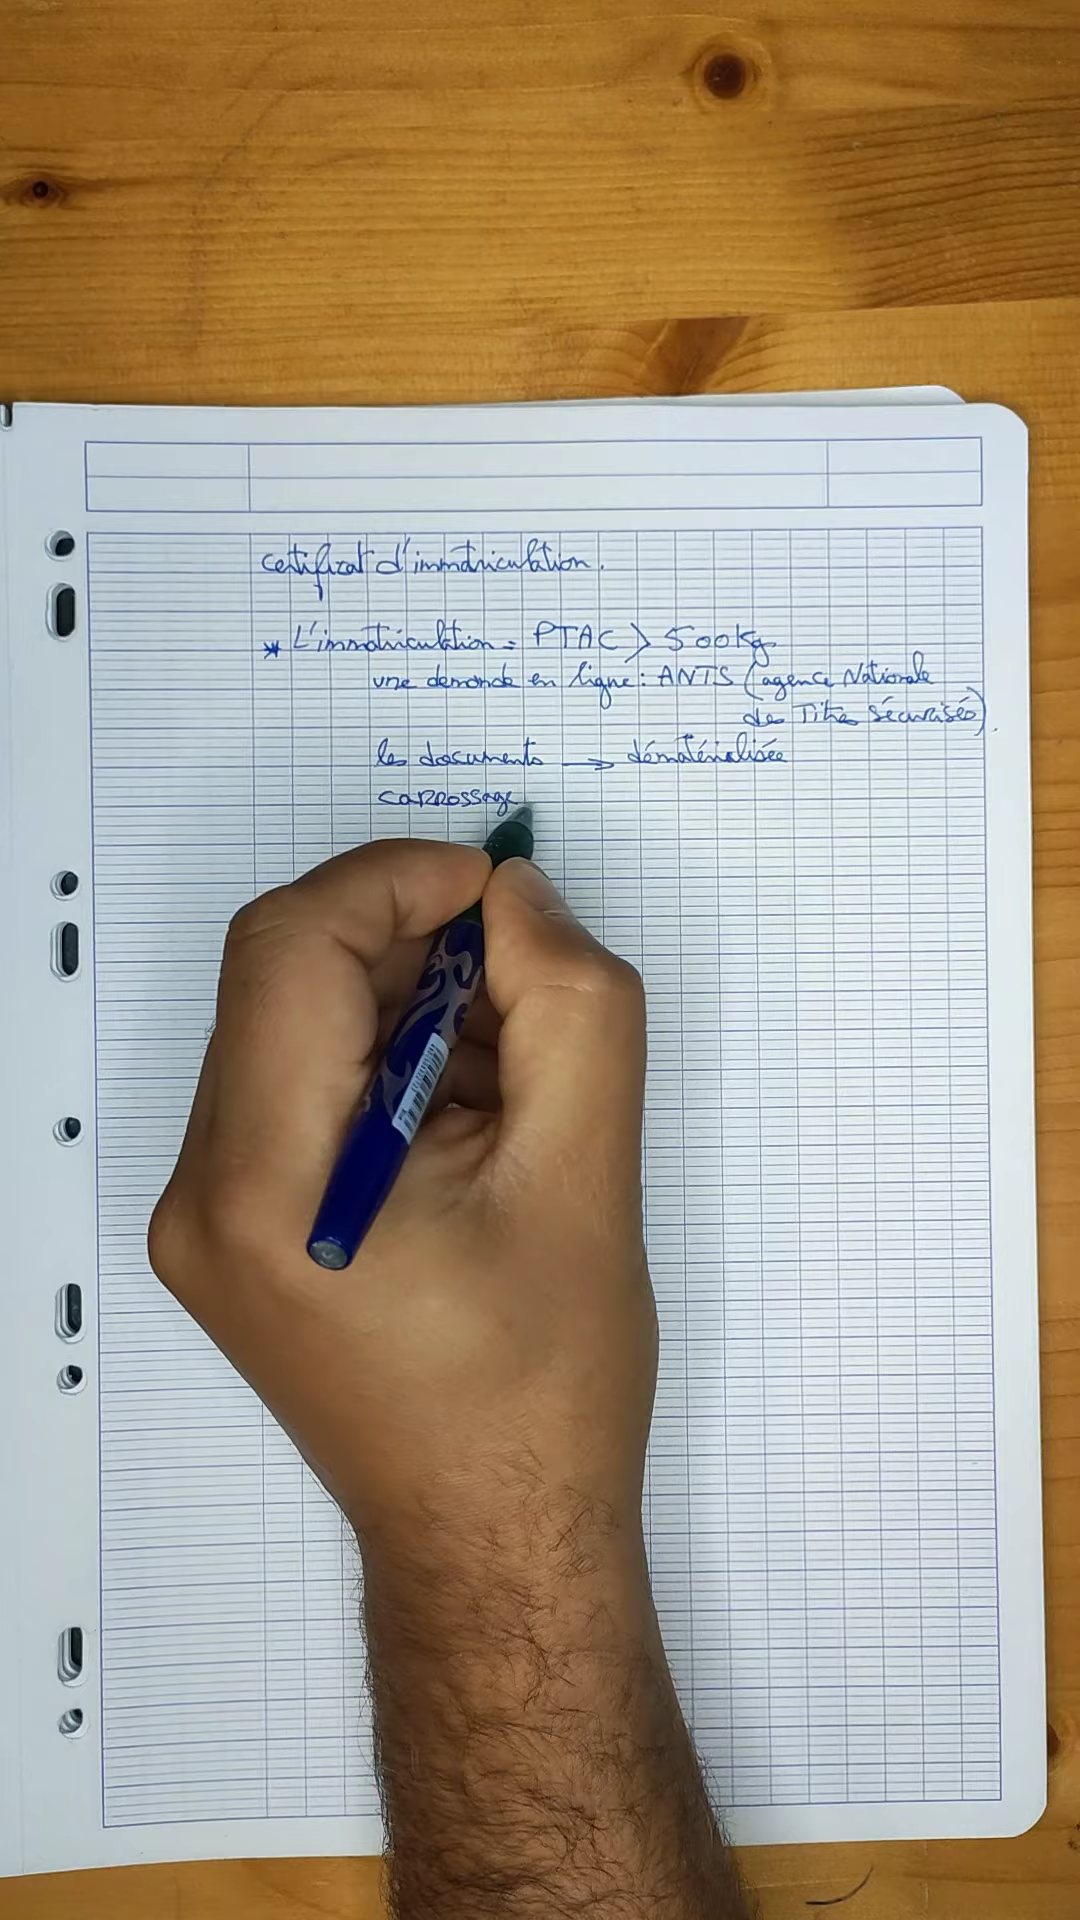 certificat d'immatriculation.
* L'immatriculation = PTAC > 500Kg
une demande en ligne : ANTS (agence Nationale
des Titres sécurisés).
les documents → dématérialisée
carrossage